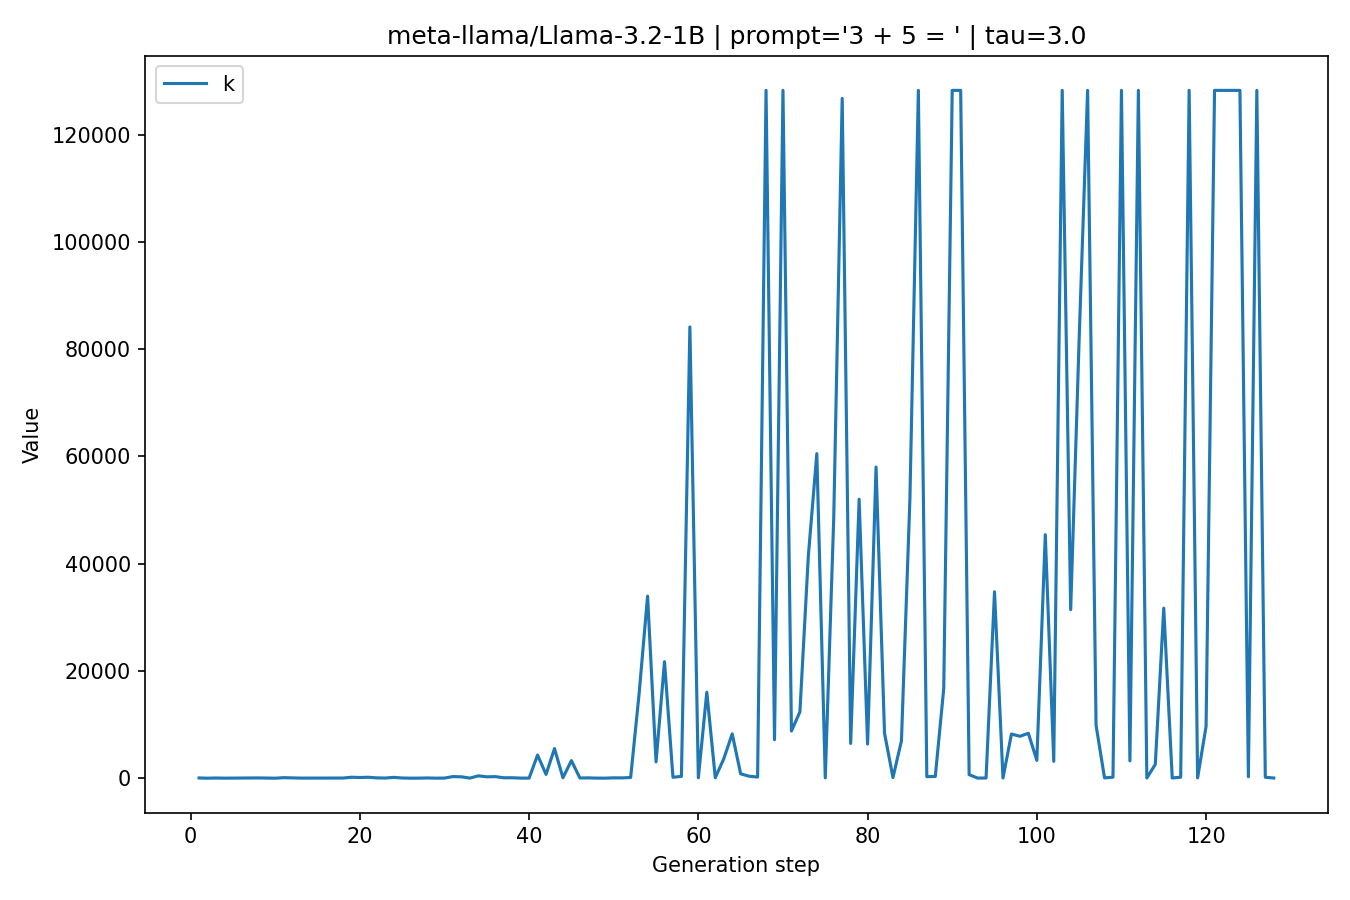 meta-llama/Llama-3.2-1B | prompt='3 + 5 = ' | tau=3.0
k
120000
100000
80000
60000
40000
20000
0
Value
0 20 40 60 80 100 120
Generation step